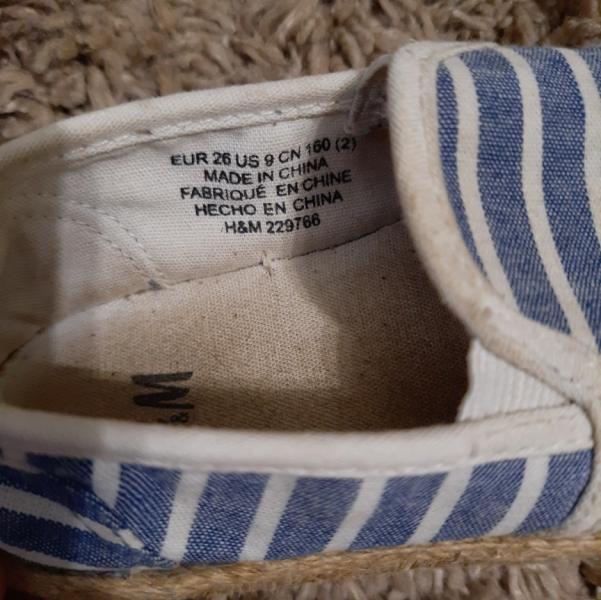 EUR 26 US 9 CN 160 (2)
MADE IN CHINA
FABRIQUÉ EN CHINE
HECHO EN CHINA
H&M 229766
&M